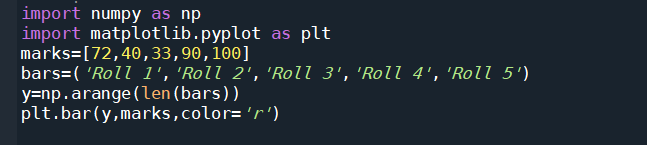 import numpy as np
import matplotlib.pyplot as plt
marks=[72,40,33,90,100]
bars=('Roll 1','Roll 2','Roll 3','Roll 4','Roll 5')
y=np.arange(len(bars))
plt.bar(y,marks,color='r')